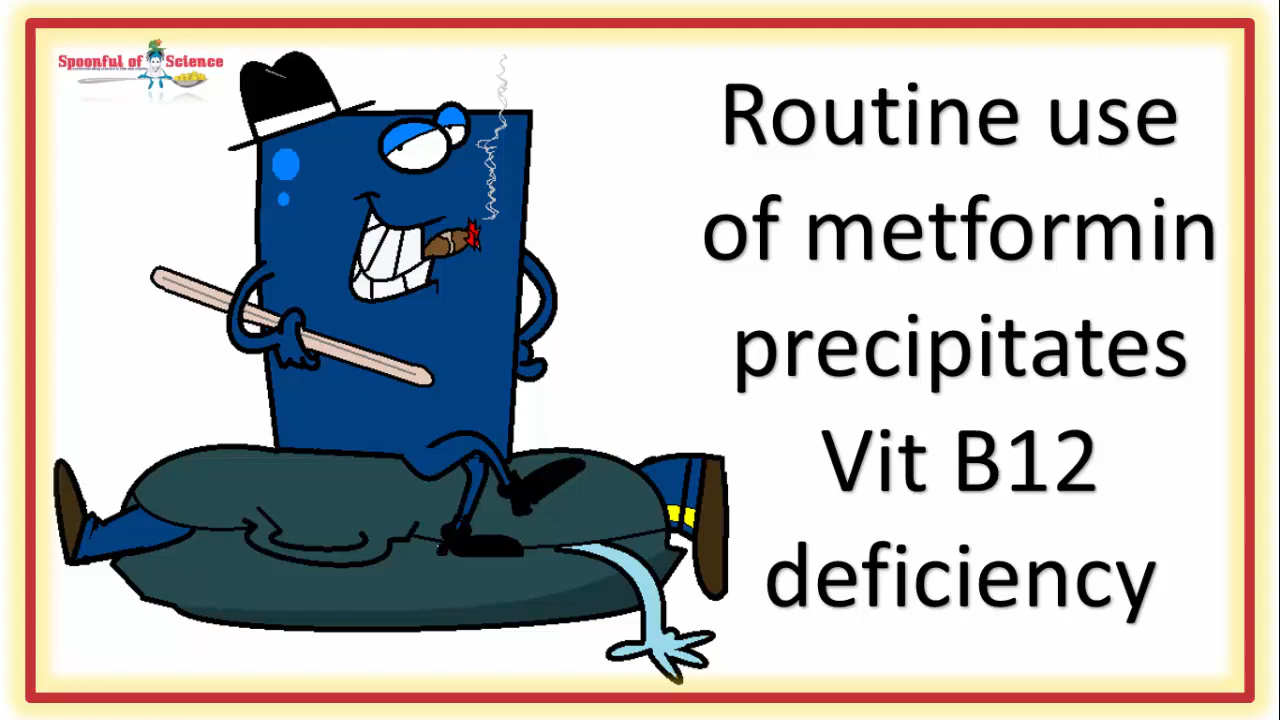 Spoonful of Science
Routine use
of metformin
precipitates
Vit B12
deficiency